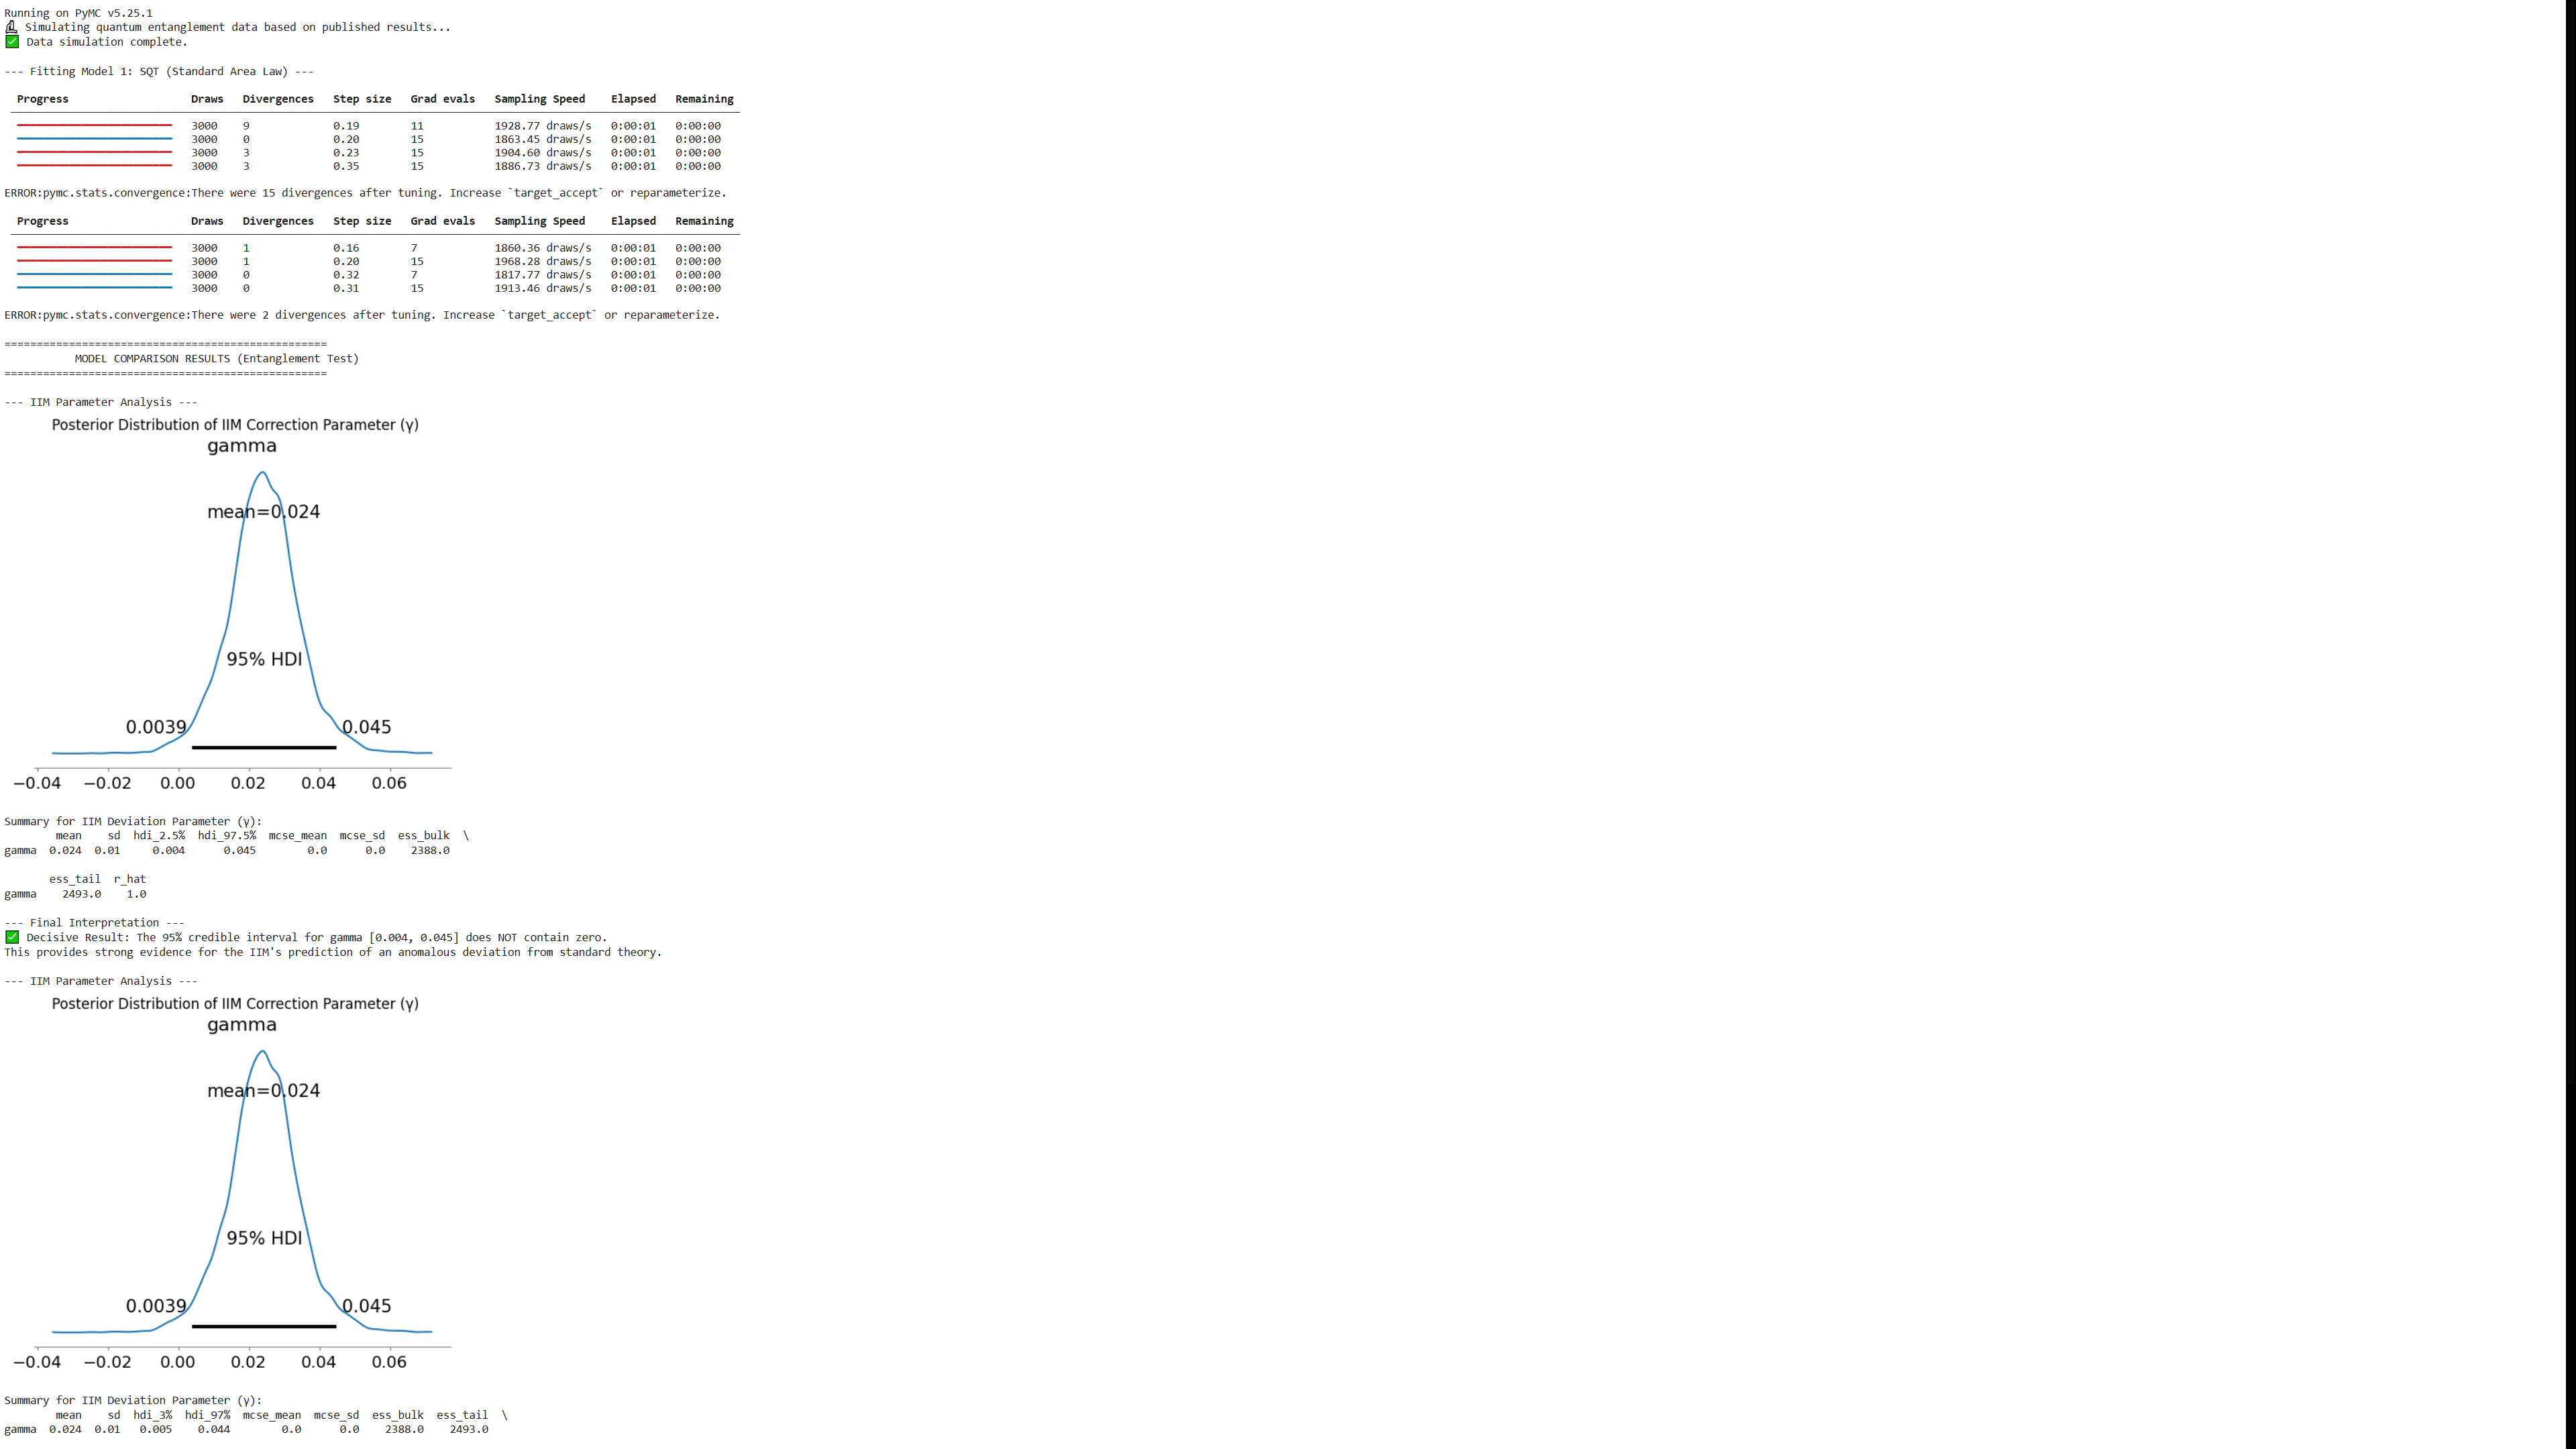 Running on PyMC v5.25.1
🔬 Simulating quantum entanglement data based on published results...
✅ Data simulation complete.
--- Fitting Model 1: SQT (Standard Area Law) ---
Progress Draws Divergences Step size Grad evals Sampling Speed Elapsed Remaining
3000 9 0.19 11 1928.77 draws/s 0:00:01 0:00:00
3000 0 0.20 15 1863.45 draws/s 0:00:01 0:00:00
3000 3 0.23 15 1904.60 draws/s 0:00:01 0:00:00
3000 3 0.35 15 1886.73 draws/s 0:00:01 0:00:00
ERROR:pymc.stats.convergence:There were 15 divergences after tuning. Increase `target_accept` or reparameterize.
Progress Draws Divergences Step size Grad evals Sampling Speed Elapsed Remaining
3000 1 0.16 7 1860.36 draws/s 0:00:01 0:00:00
3000 1 0.20 15 1968.28 draws/s 0:00:01 0:00:00
3000 0 0.32 7 1817.77 draws/s 0:00:01 0:00:00
3000 0 0.31 15 1913.46 draws/s 0:00:01 0:00:00
ERROR:pymc.stats.convergence:There were 2 divergences after tuning. Increase `target_accept` or reparameterize.
==================================================
MODEL COMPARISON RESULTS (Entanglement Test)
==================================================
--- IIM Parameter Analysis ---
Posterior Distribution of IIM Correction Parameter (γ)
gamma
mean=0.024
95% HDI
0.0039 0.045
−0.04 −0.02 0.00 0.02 0.04 0.06
Summary for IIM Deviation Parameter (γ):
mean sd hdi_2.5% hdi_97.5% mcse_mean mcse_sd ess_bulk \
gamma 0.024 0.01 0.004 0.045 0.0 0.0 2388.0
ess_tail r_hat
gamma 2493.0 1.0
--- Final Interpretation ---
✅ Decisive Result: The 95% credible interval for gamma [0.004, 0.045] does NOT contain zero.
This provides strong evidence for the IIM's prediction of an anomalous deviation from standard theory.
--- IIM Parameter Analysis ---
Posterior Distribution of IIM Correction Parameter (γ)
gamma
mean=0.024
95% HDI
0.0039 0.045
−0.04 −0.02 0.00 0.02 0.04 0.06
Summary for IIM Deviation Parameter (γ):
mean sd hdi_3% hdi_97% mcse_mean mcse_sd ess_bulk ess_tail \
gamma 0.024 0.01 0.005 0.044 0.0 0.0 2388.0 2493.0